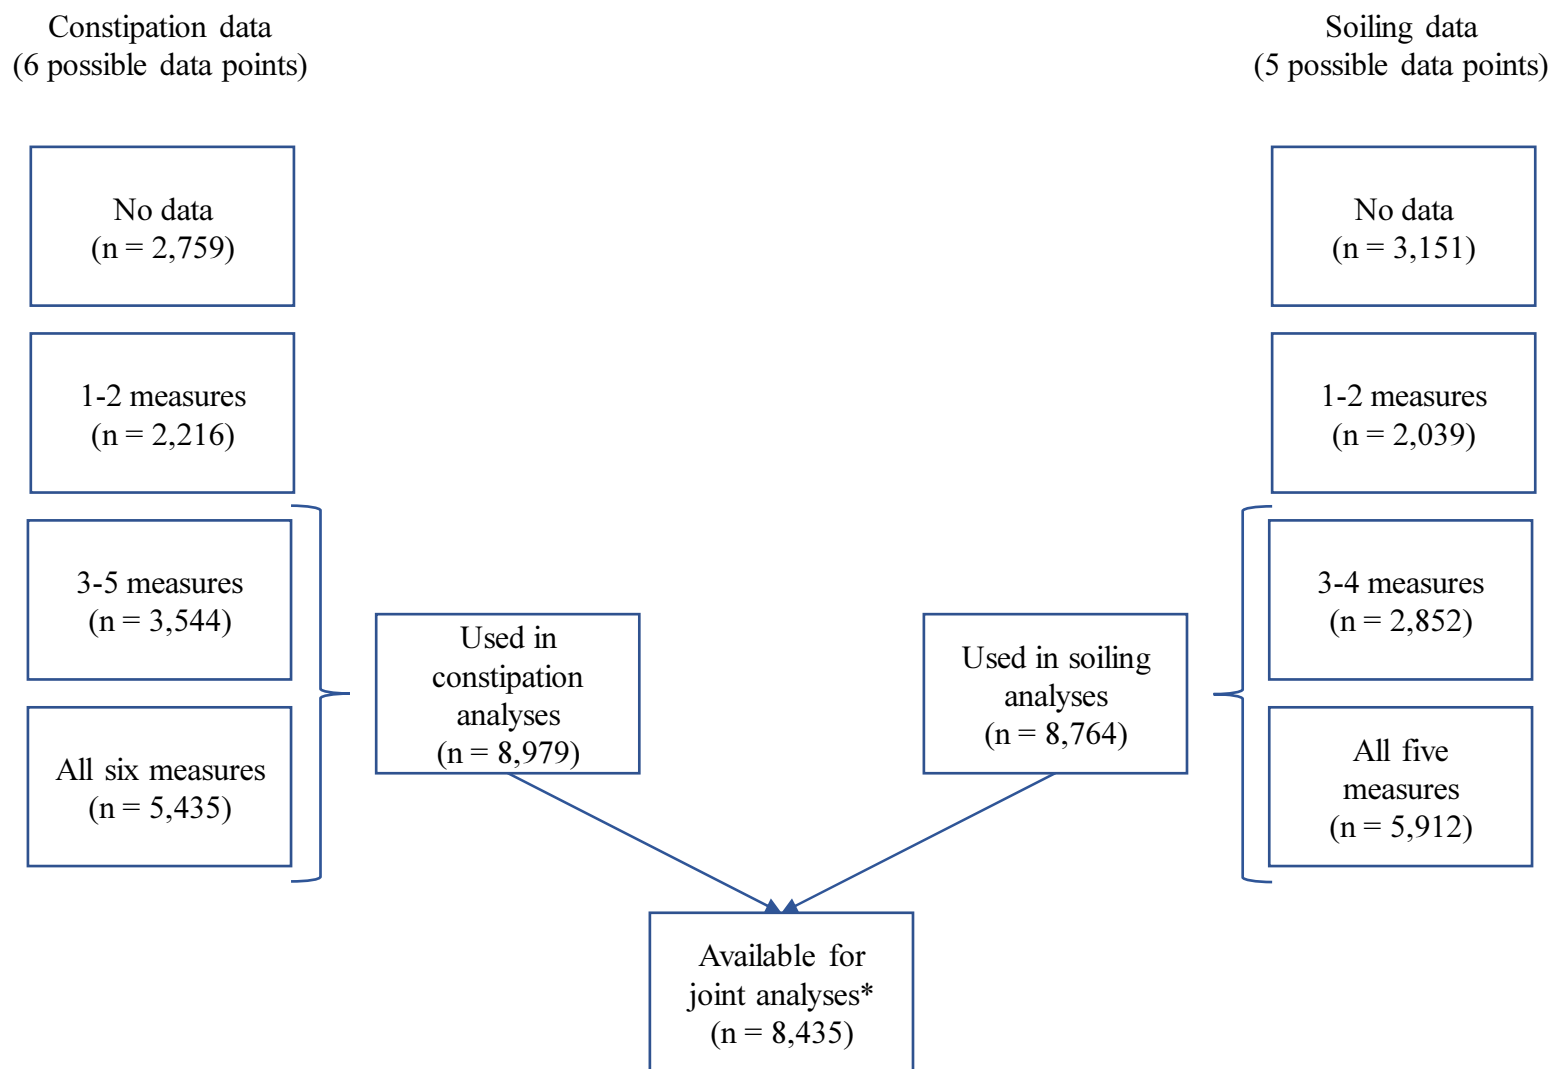 Constipation data
(6 possible data points)
Soiling data
(5 possible data points)
No data
(n = 2,759)
No data
(n = 3,151)
1-2 measures
(n = 2,216)
1-2 measures
(n = 2,039)
3-5 measures
(n = 3,544)
3-4 measures
(n = 2,852)
Used in
constipation
analyses
(n = 8,979)
Used in soiling
analyses
(n = 8,764)
All six measures
(n = 5,435)
All five
measures
(n = 5,912)
Available for
joint analyses*
(n = 8,435)